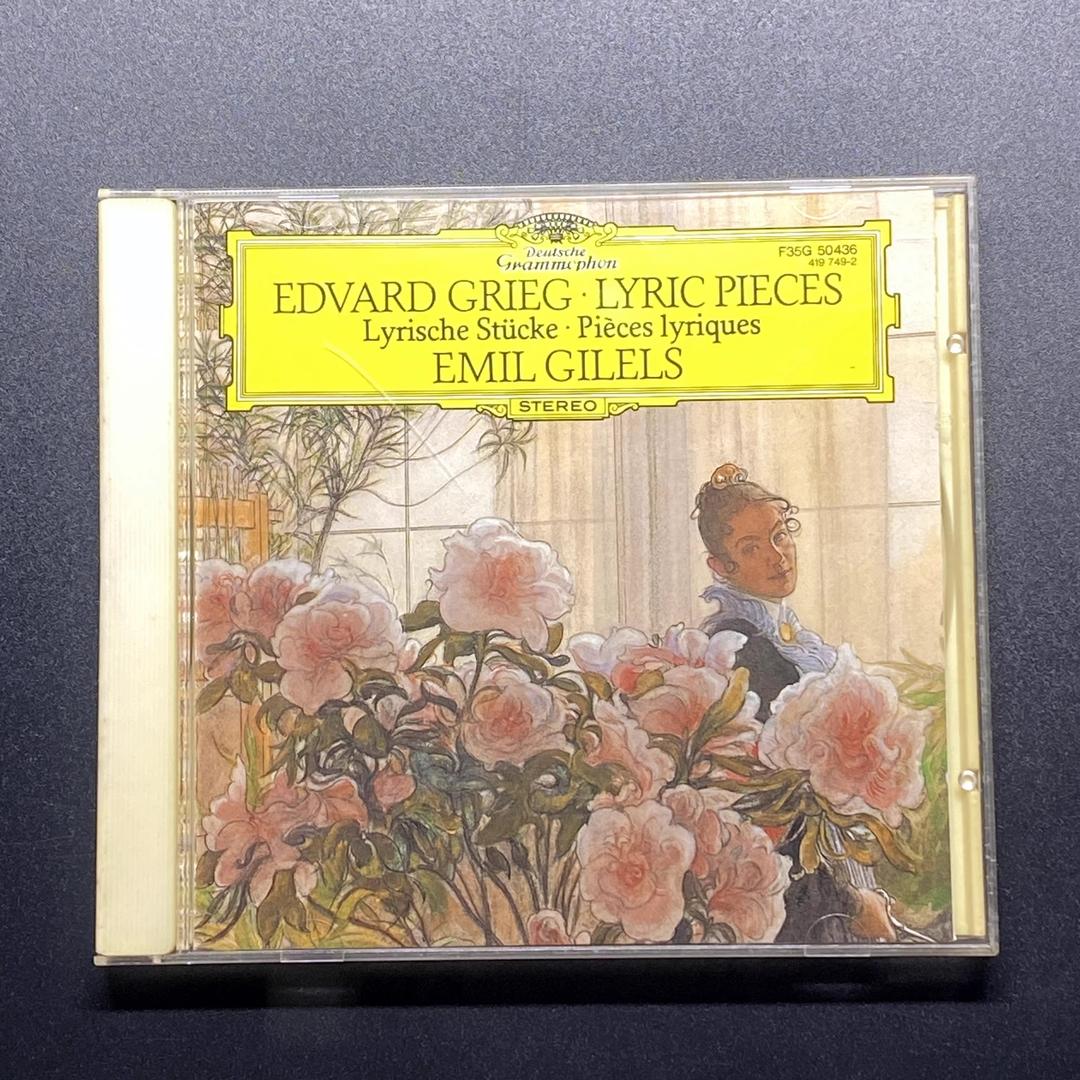 Deutsche
Grammophon
F35G 50436
419 749-2
EDVARD GRIEG · LYRIC PIECES
Lyrische Stücke · Pièces lyriques
EMIL GILELS
STEREO